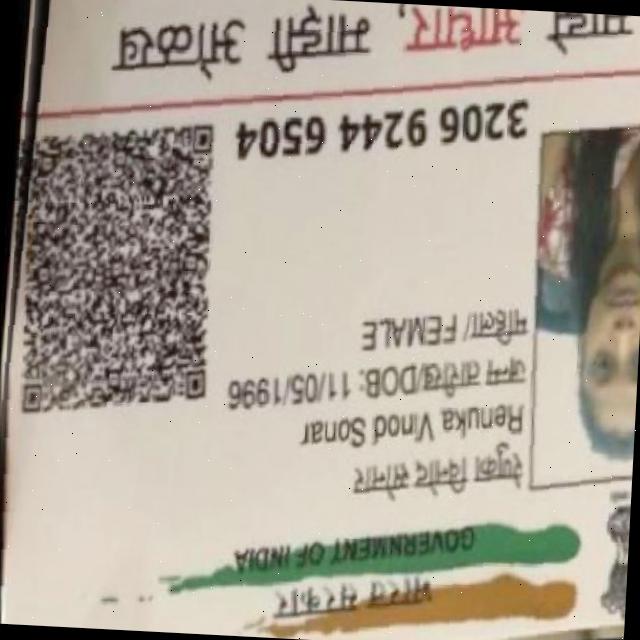 भारत सरकार
GOVERNMENT OF INDIA
रेणुका विनोद सोनार
Renuka Vinod Sonar
जन्म तारीख/DOB: 11/05/1996
महिला/ FEMALE
3206 9244 6504
माझे आधार, माझी ओळख